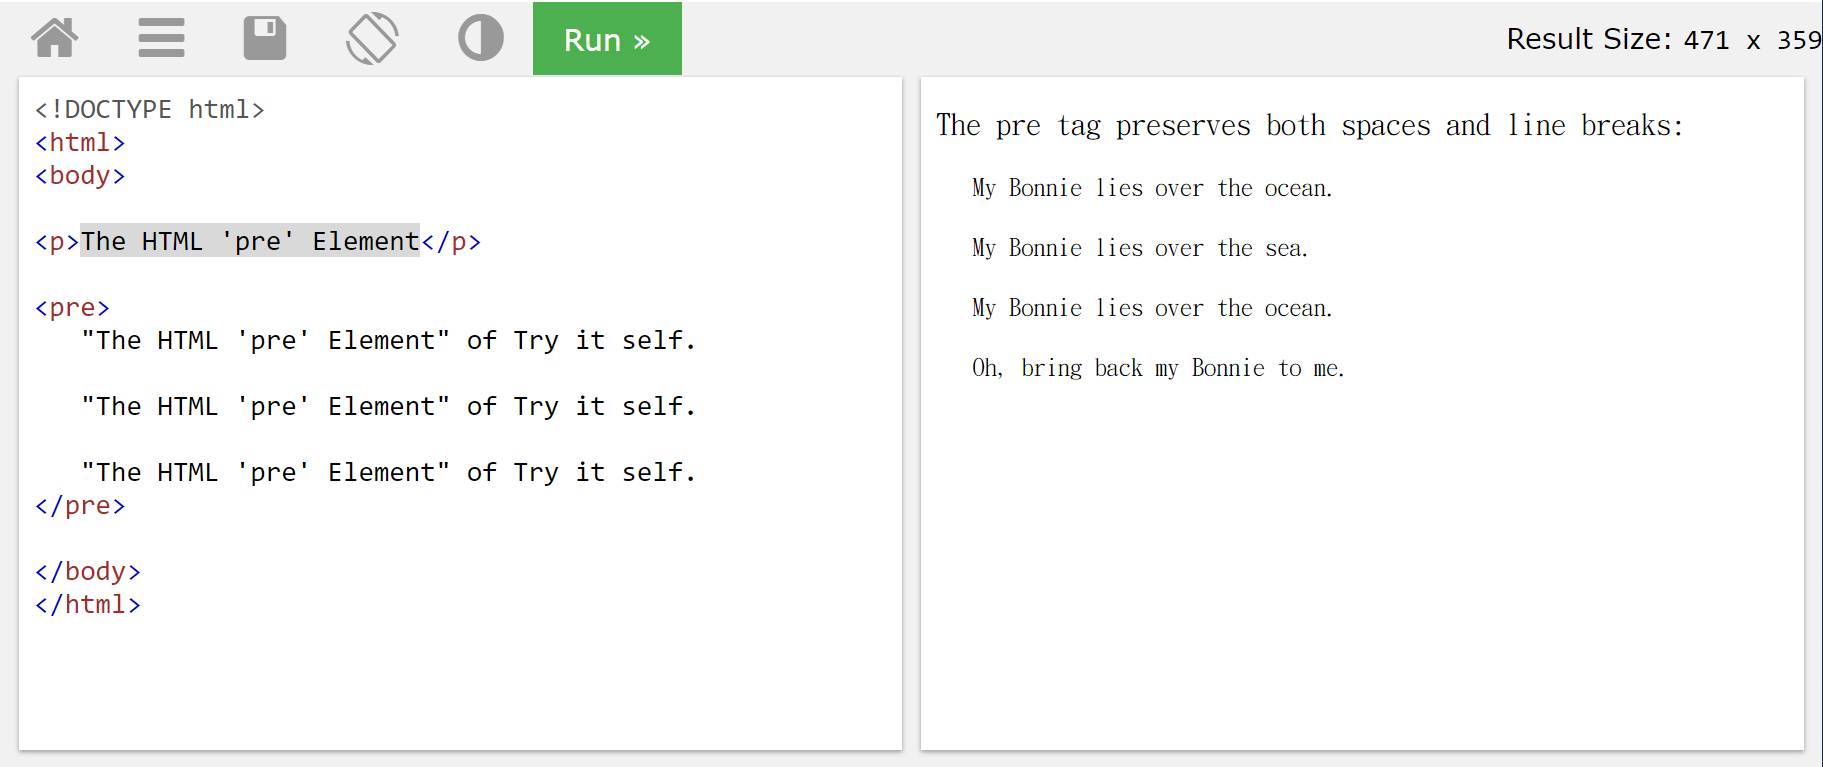 Run »
Result Size: 471 x 359
<!DOCTYPE html>
<html>
<body>
<p>The HTML 'pre' Element</p>
<pre>
"The HTML 'pre' Element" of Try it self.
"The HTML 'pre' Element" of Try it self.
"The HTML 'pre' Element" of Try it self.
</pre>
</body>
</html>
The pre tag preserves both spaces and line breaks:
My Bonnie lies over the ocean.
My Bonnie lies over the sea.
My Bonnie lies over the ocean.
Oh, bring back my Bonnie to me.